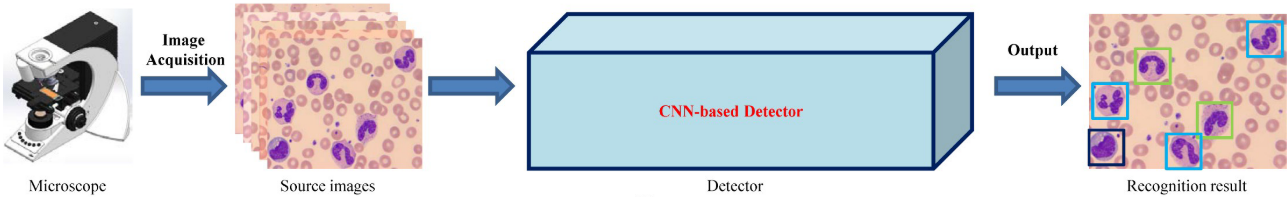 Image
Acquisition
Output
CNN-based Detector
Microscope
Source images
Detector
Recognition result